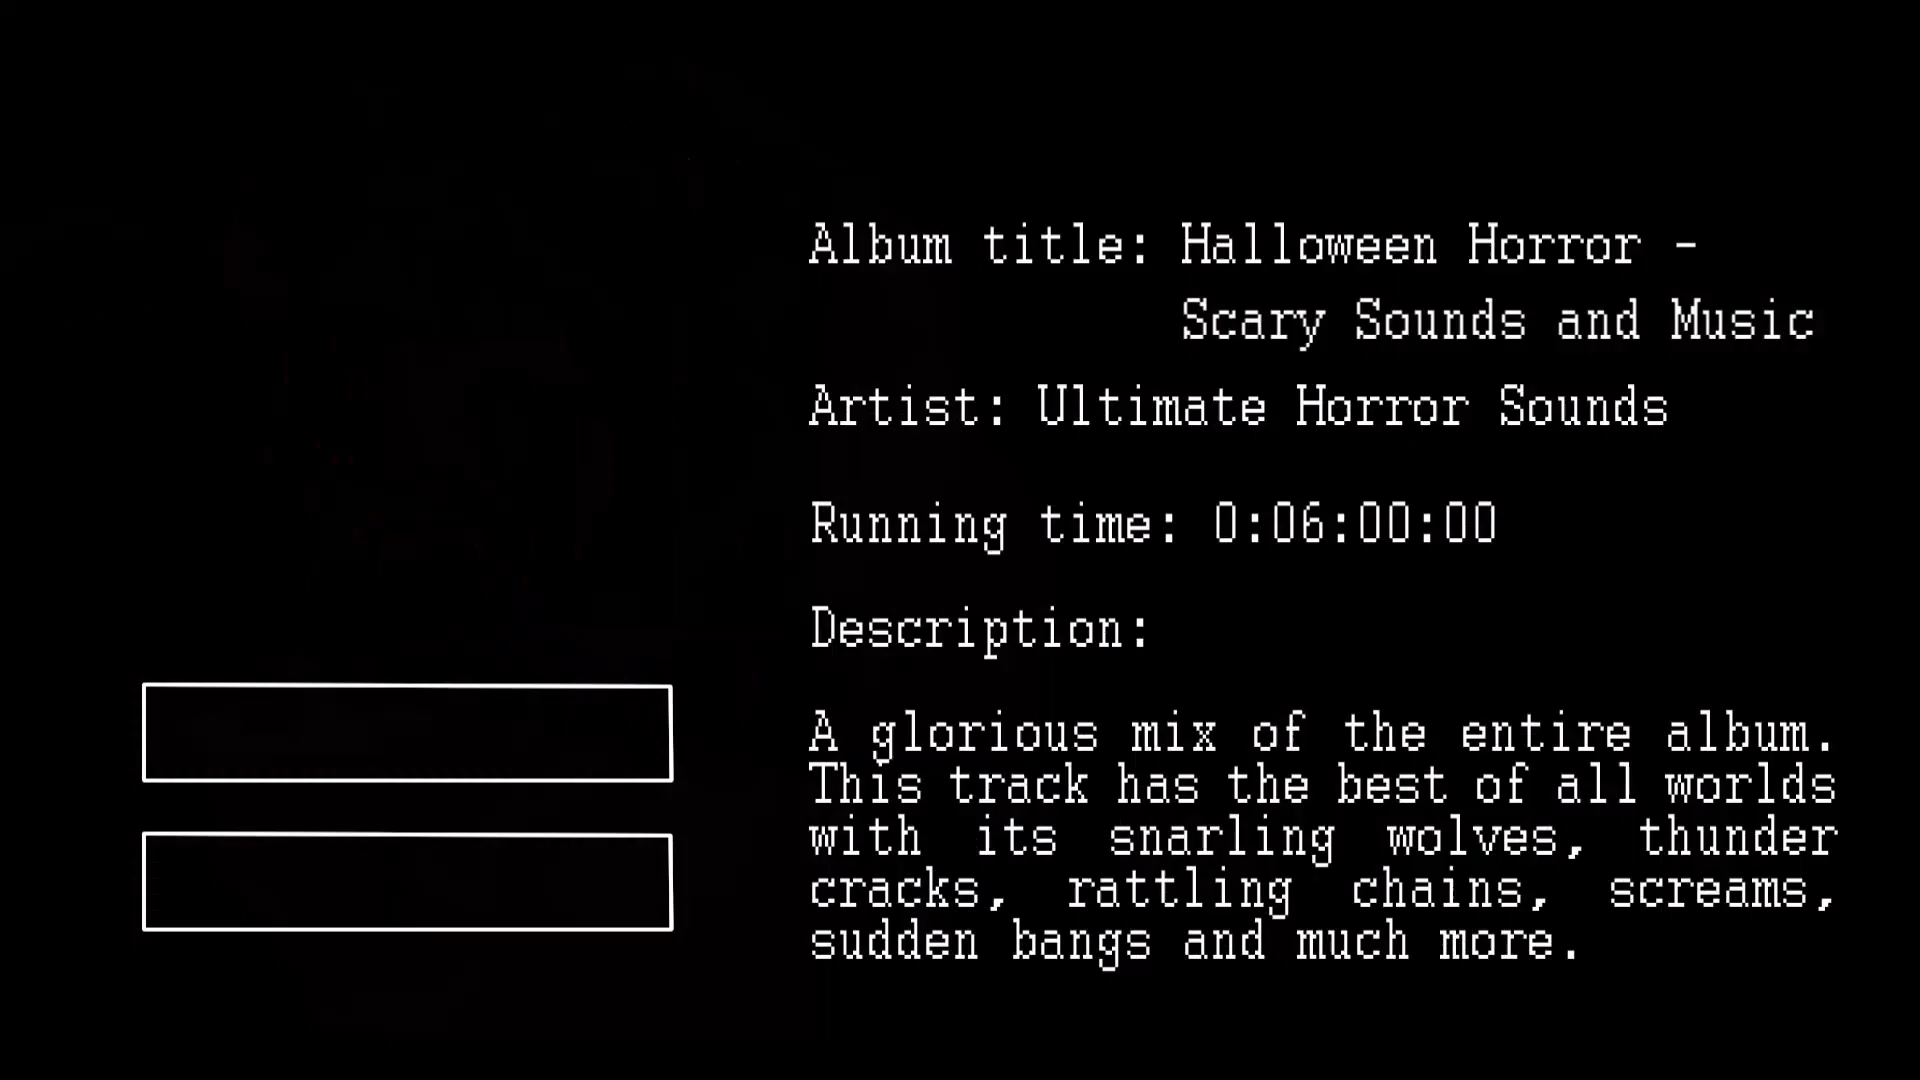 Album title: Halloween Horror -
Scary Sounds and Music
Artist: Ultimate Horror Sounds
Running time: 0:06:00:00
Description:
A glorious mix of the entire album.
This track has the best of all worlds
with its snarling wolves, thunder
cracks, rattling chains, screams,
sudden bangs and much more.